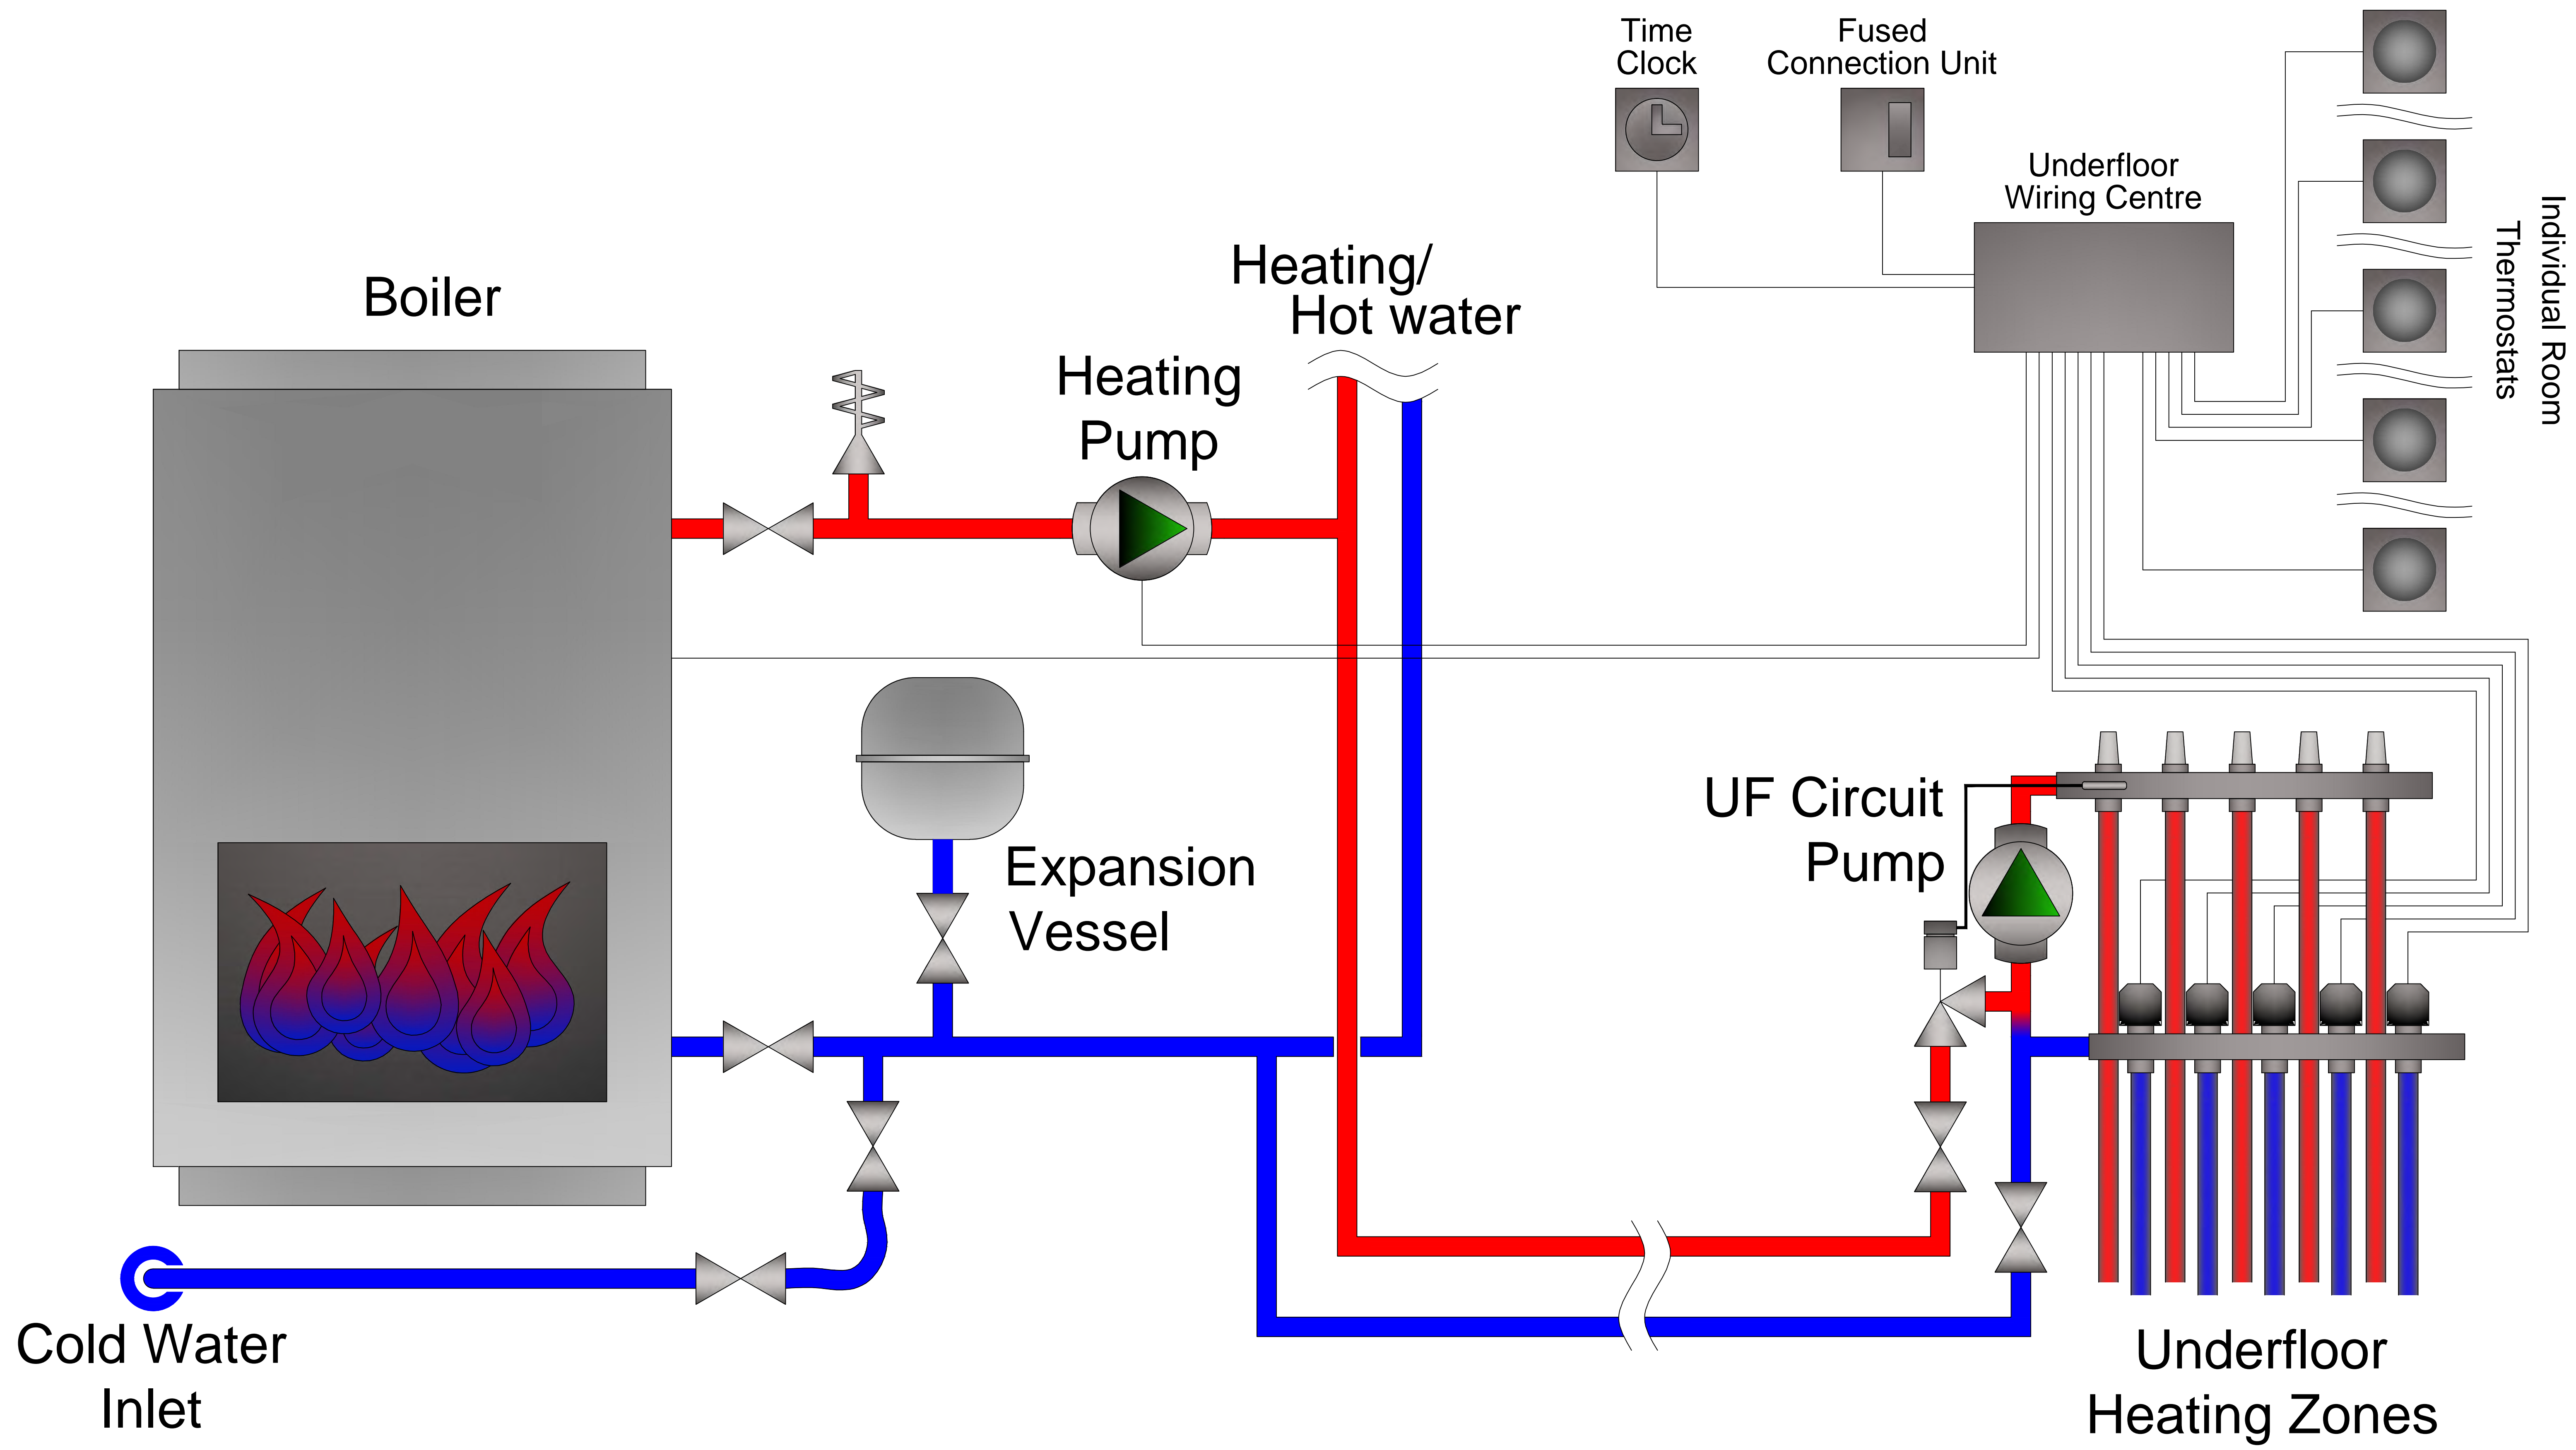 Time
Clock
Fused
Connection Unit
Underfloor
Wiring Centre
Individual Room
Thermostats
Heating/
Hot water
Boiler
Heating
Pump
UF Circuit
Pump
Expansion
Vessel
Cold Water
Inlet
Underfloor
Heating Zones